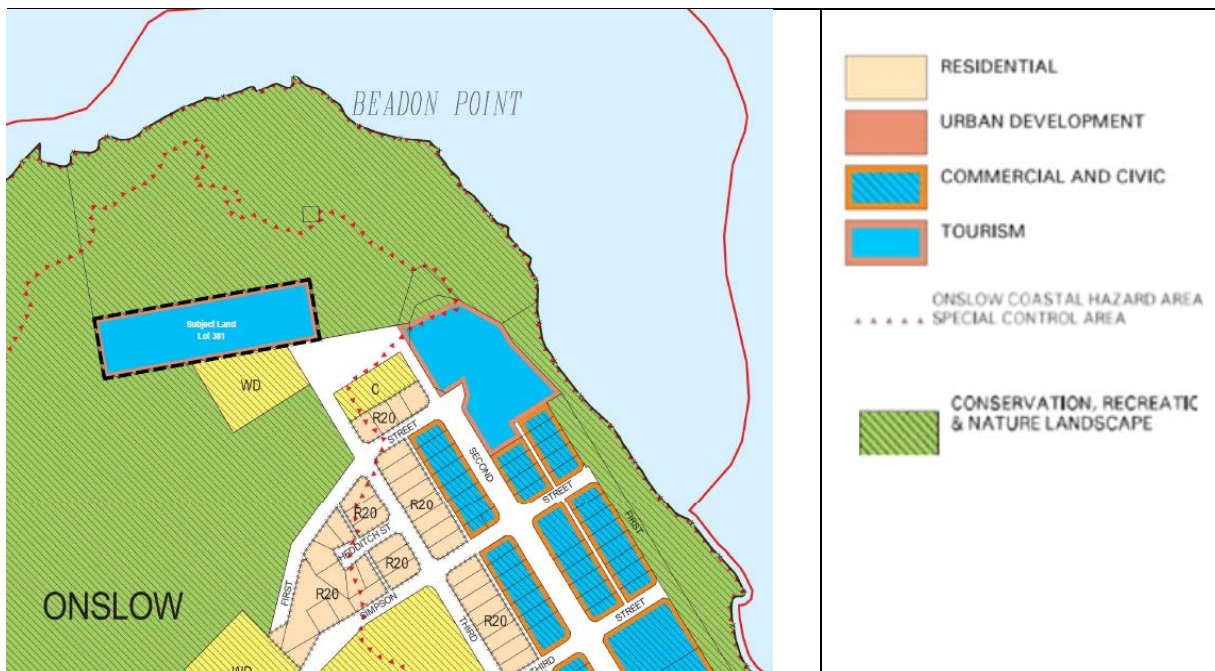 BEADON POINT
Subject Land
Lot 381
WD
C
R20
STREET
SECOND
R20
R20
HEDDITCH ST
STREET
FIRST
R20
FIRST
R20
SIMPSON
THIRD
R20
STREET
ONSLOW
WD
THIRD
RESIDENTIAL
URBAN DEVELOPMENT
COMMERCIAL AND CIVIC
TOURISM
ONSLOW COASTAL HAZARD AREA
SPECIAL CONTROL AREA
CONSERVATION, RECREATIC
& NATURE LANDSCAPE